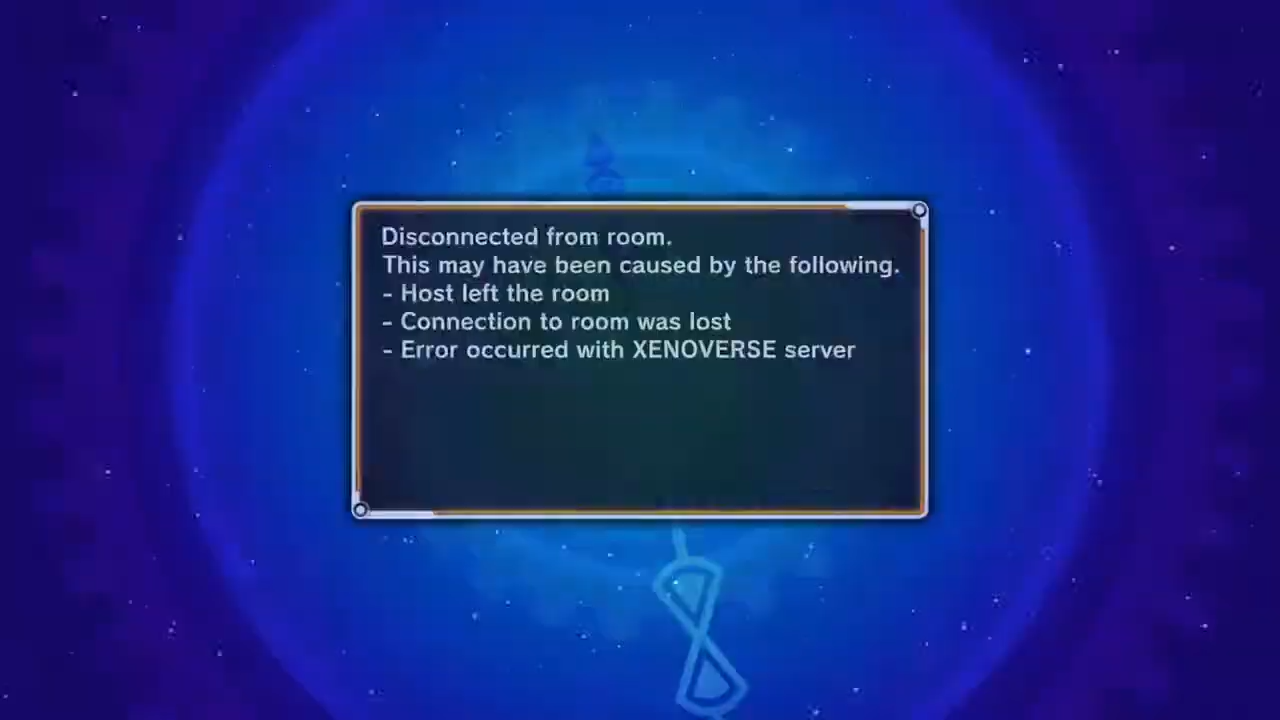 Disconnected from room.
This may have been caused by the following.
- Host left the room
- Connection to room was lost
- Error occurred with XENOVERSE server